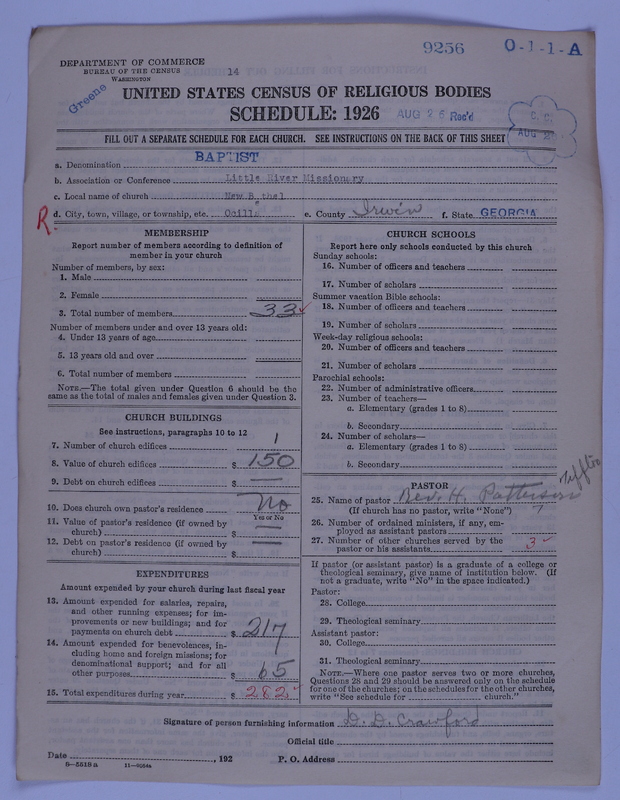 9256 O-1-1-A
DEPARTMENT OF COMMERCE
BUREAU OF THE CENSUS
WASHINGTON
14
Greene
UNITED STATES CENSUS OF RELIGIOUS BODIES
SCHEDULE: 1926 AUG 26 Rec'd
C. C.
AUG 2
FILL OUT A SEPARATE SCHEDULE FOR EACH CHURCH. SEE INSTRUCTIONS ON THE BACK OF THIS SHEET
a. Denomination BAPTIST
b. Association or Conference Little River Missionary
c. Local name of church New B thel
R d. City, town, village, or township, etc. Ocilla e. County Irwin f. State GEORGIA
MEMBERSHIP
Report number of members according to definition of
member in your church
Number of members, by sex:
1. Male
2. Female
3. Total number of members 33 ✓
Number of members under and over 13 years old:
4. Under 13 years of age
5. 13 years old and over
6. Total number of members
NOTE.—The total given under Question 6 should be the
same as the total of males and females given under Question 3.
CHURCH BUILDINGS
See instructions, paragraphs 10 to 12
7. Number of church edifices 1
8. Value of church edifices $ 150
9. Debt on church edifices $ —
10. Does church own pastor's residence No
Yes or No
11. Value of pastor's residence (if owned by
church) $ —
12. Debt on pastor's residence (if owned by
church) $ —
EXPENDITURES
Amount expended by your church during last fiscal year
13. Amount expended for salaries, repairs,
and other running expenses; for im-
provements or new buildings; and for
payments on church debt $ 217
14. Amount expended for benevolences, in-
cluding home and foreign missions; for
denominational support; and for all
other purposes $ 65
15. Total expenditures during year $ 282 ✓
CHURCH SCHOOLS
Report here only schools conducted by this church
Sunday schools:
16. Number of officers and teachers
17. Number of scholars
Summer vacation Bible schools:
18. Number of officers and teachers
19. Number of scholars
Week-day religious schools:
20. Number of officers and teachers
21. Number of scholars
Parochial schools:
22. Number of administrative officers
23. Number of teachers—
a. Elementary (grades 1 to 8)
b. Secondary
24. Number of scholars—
a. Elementary (grades 1 to 8)
b. Secondary
PASTOR
25. Name of pastor Rev. H. Patterson
(If church has no pastor, write "None")
26. Number of ordained ministers, if any, em-
ployed as assistant pastors
27. Number of other churches served by the
pastor or his assistants 3 ✓
If pastor (or assistant pastor) is a graduate of a college or
theological seminary, give name of institution below. (If
not a graduate, write "No" in the space indicated.)
Pastor:
28. College
29. Theological seminary
Assistant pastor:
30. College
31. Theological seminary
NOTE.—Where one pastor serves two or more churches,
Questions 28 and 29 should be answered only on the schedule
for one of the churches; on the schedules for the other churches,
write "See schedule for church."
Signature of person furnishing information D. D. Crawford
Official title
Date , 192 P. O. Address
8-5518 a 11-9284a